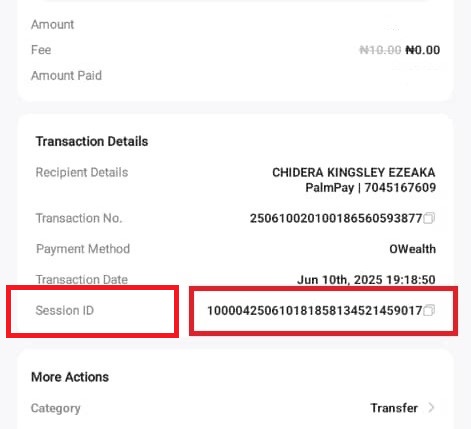 Amount
Fee ₦10.00 ₦0.00
Amount Paid
Transaction Details
Recipient Details CHIDERA KINGSLEY EZEAKA
PalmPay | 7045167609
Transaction No. 250610020100186560593877
Payment Method OWealth
Transaction Date Jun 10th, 2025 19:18:50
Session ID 100004250610181858134521459017
More Actions
Category Transfer